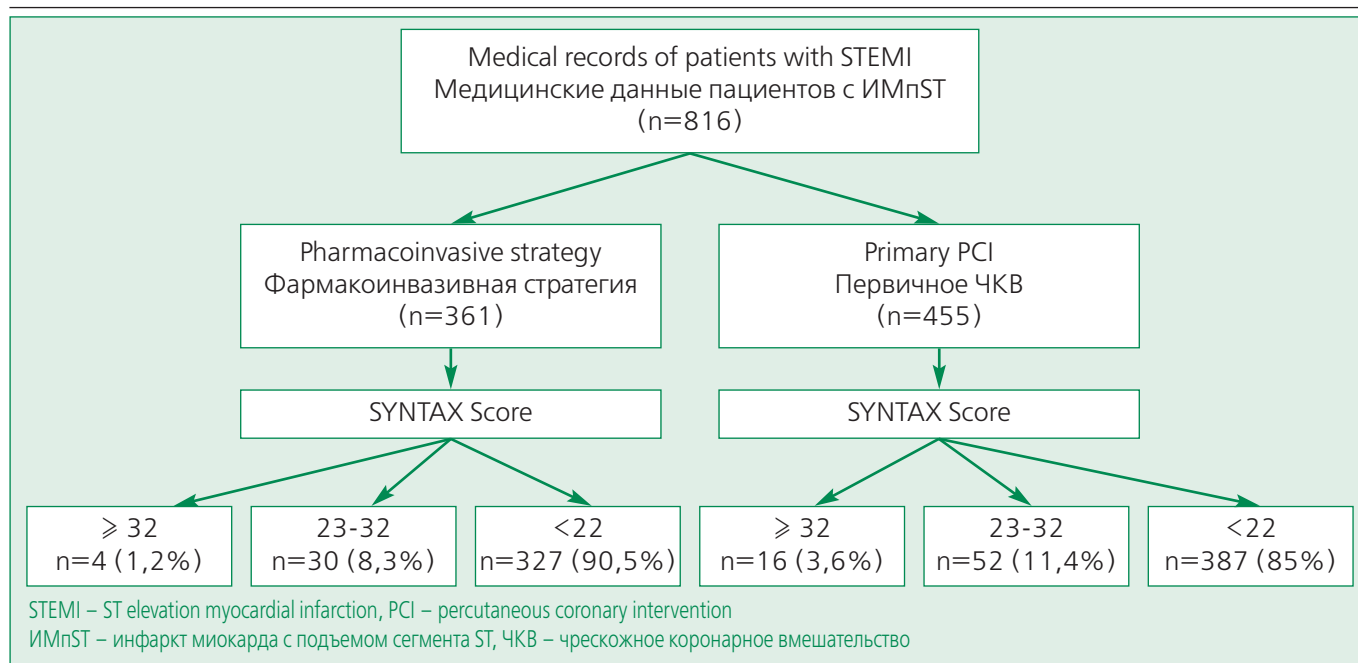 Medical records of patients with STEMI
Медицинские данные пациентов с ИМпST
(n=816)
Pharmacoinvasive strategy
Фармакоинвазивная стратегия
(n=361)
Primary PCI
Первичное ЧКВ
(n=455)
SYNTAX Score
SYNTAX Score
⩾ 32
n=4 (1,2%)
23-32
n=30 (8,3%)
<22
n=327 (90,5%)
⩾ 32
n=16 (3,6%)
23-32
n=52 (11,4%)
<22
n=387 (85%)
STEMI – ST elevation myocardial infarction, PCI – percutaneous coronary intervention
ИМпST – инфаркт миокарда с подъемом сегмента ST, ЧКВ – чрескожное коронарное вмешательство